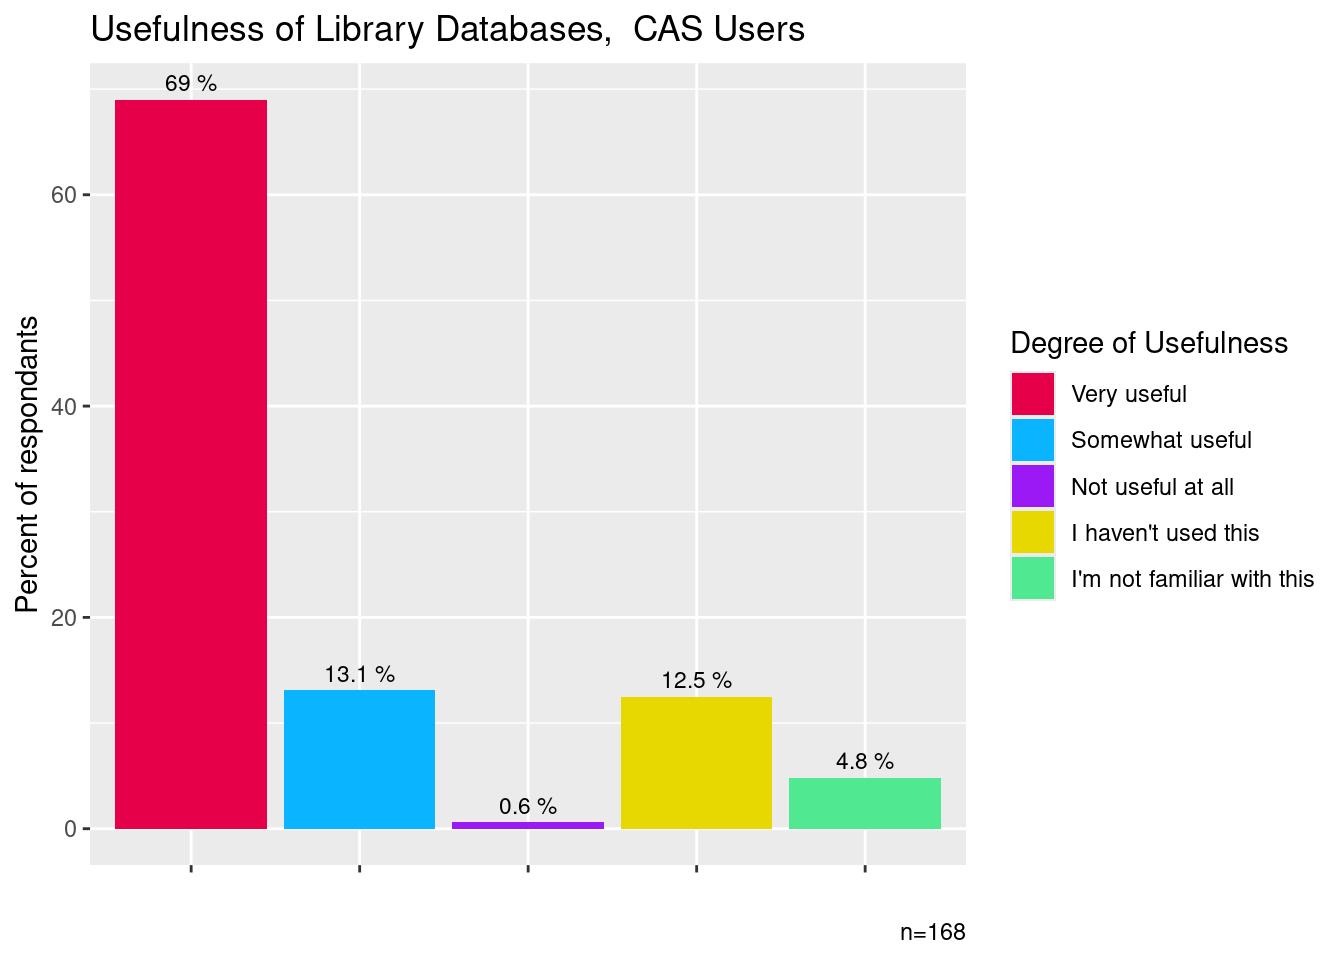 Usefulness of Library Databases,  CAS Users
69 %
13.1 %
0.6 %
12.5 %
4.8 %
60
40
20
0
Percent of respondants
Degree of Usefulness
Very useful
Somewhat useful
Not useful at all
I haven't used this
I'm not familiar with this
n=168